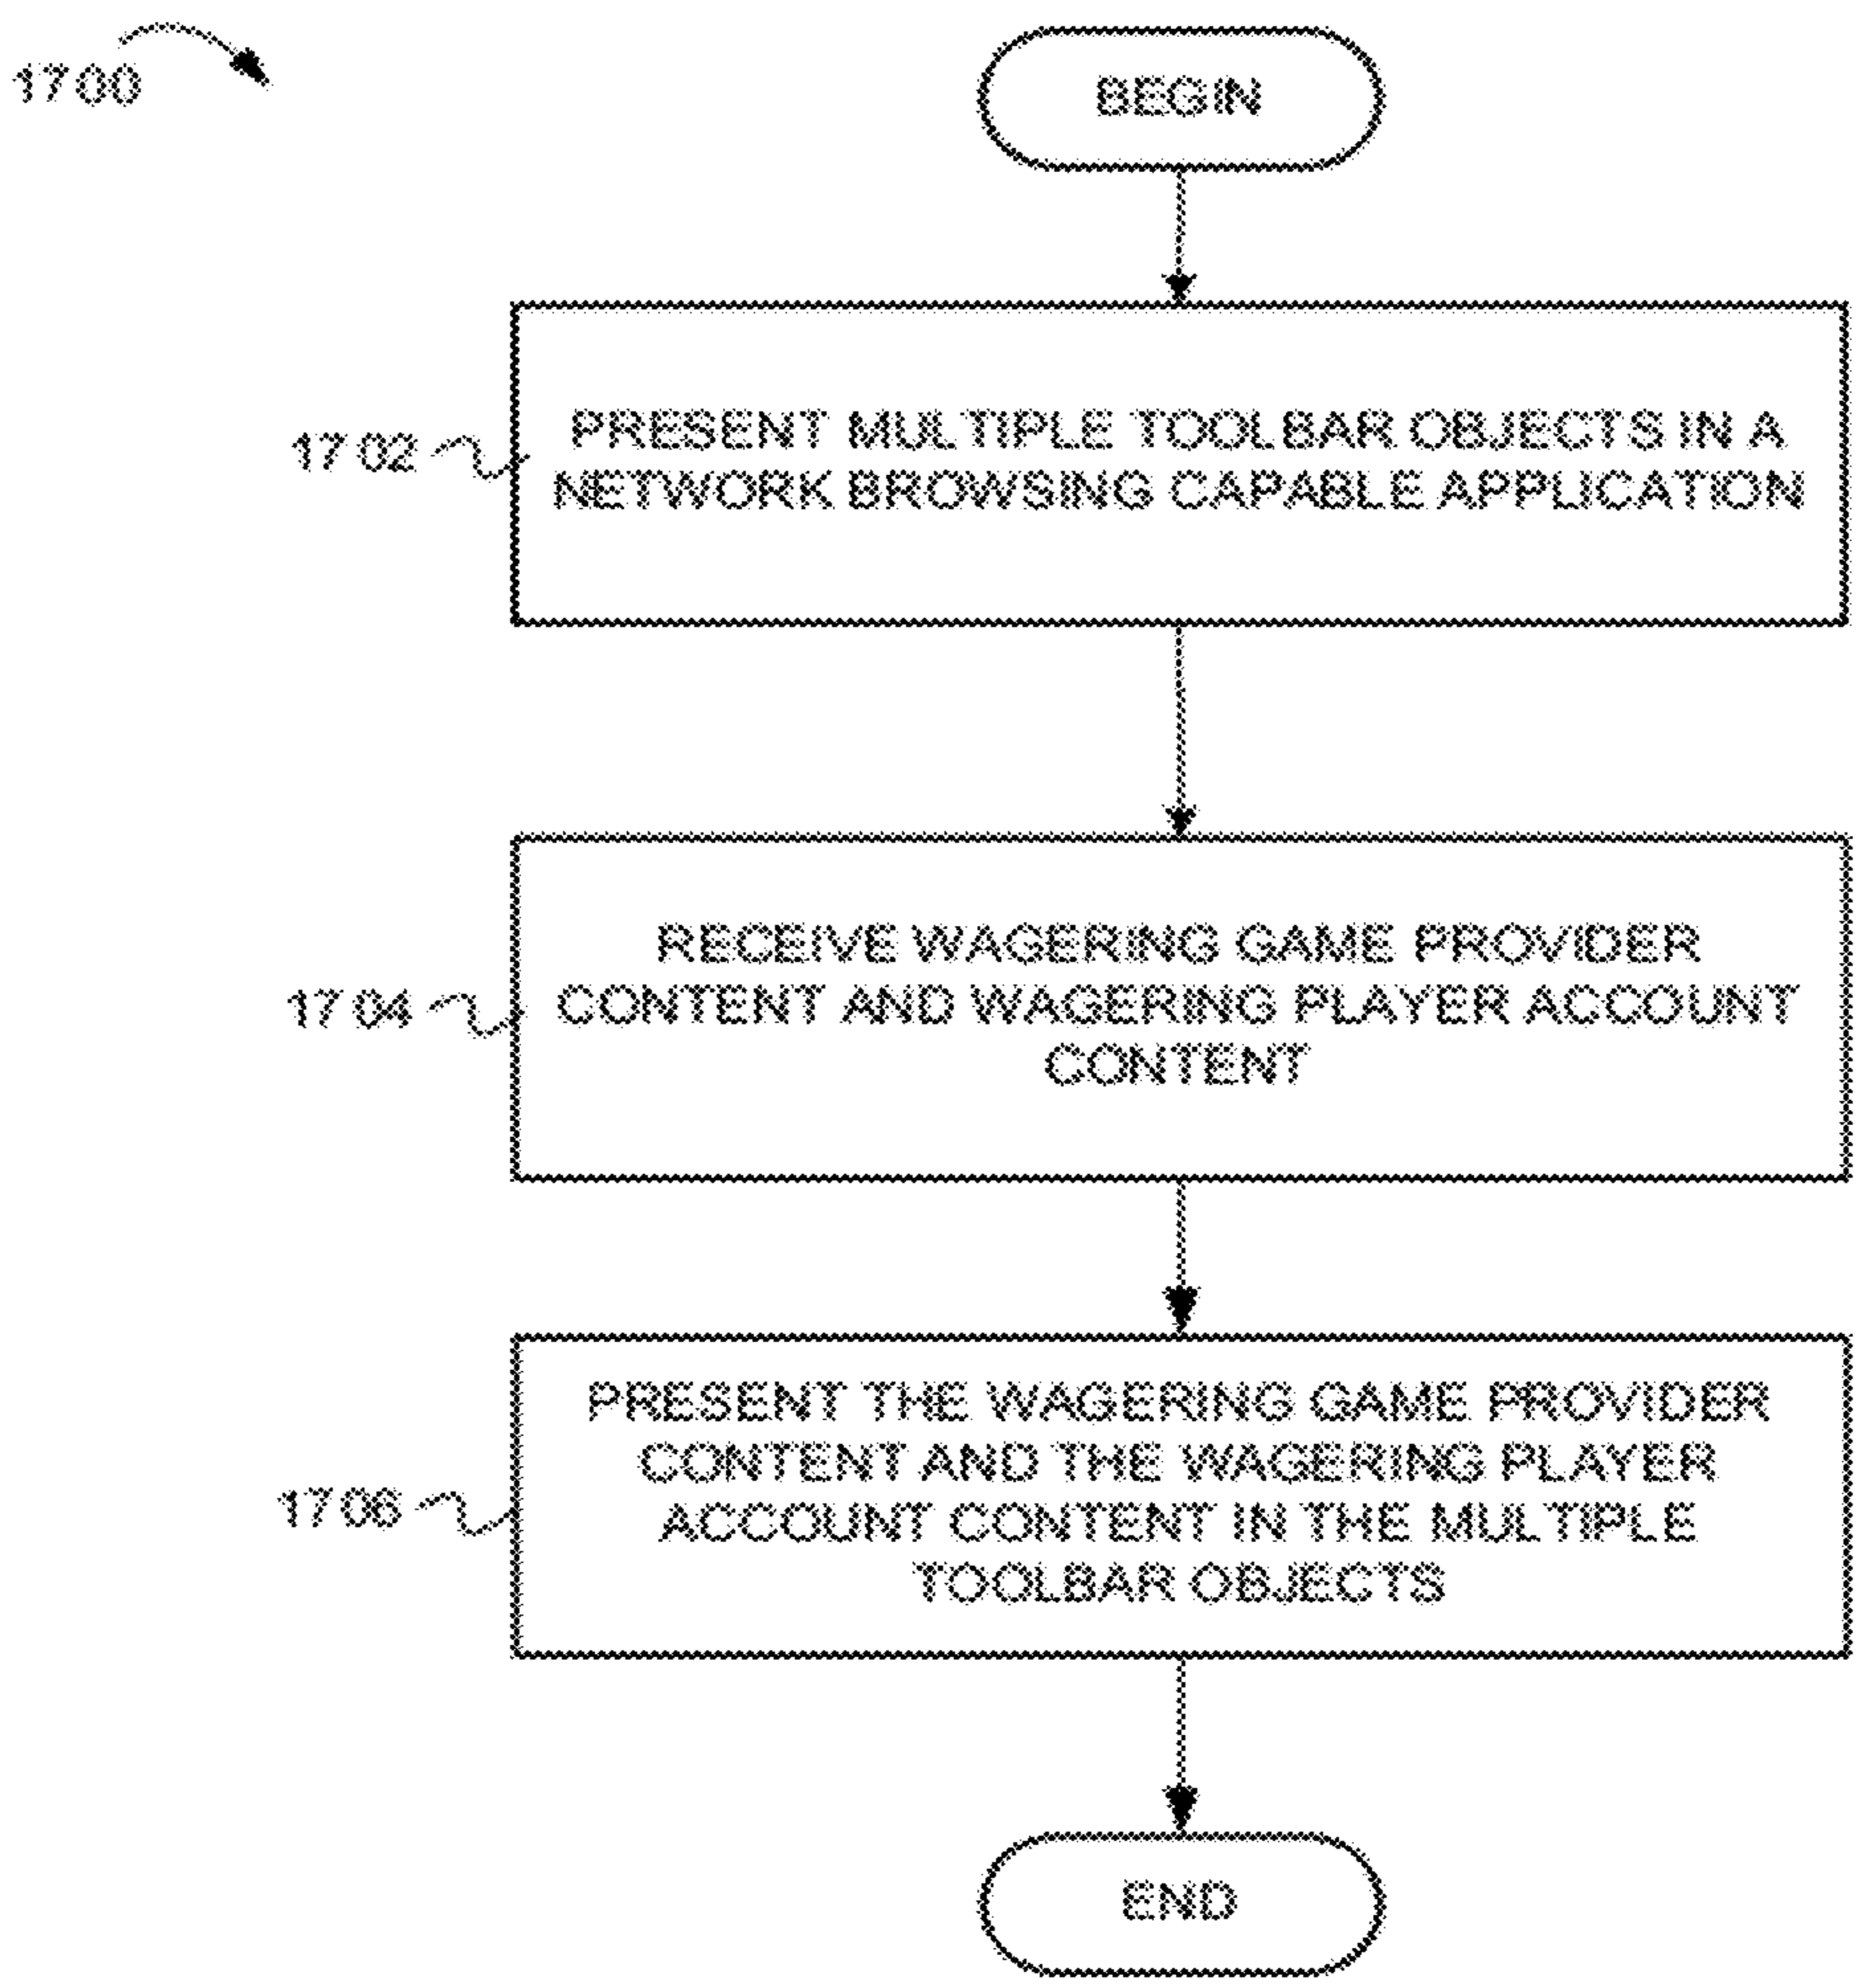 1700
BEGIN
1702
PRESENT MULTIPLE TOOLBAR OBJECTS IN A
NETWORK BROWSING CAPABLE APPLICATION
1704
RECEIVE WAGERING GAME PROVIDER
CONTENT AND WAGERING PLAYER ACCOUNT
CONTENT
1706
PRESENT THE WAGERING GAME PROVIDER
CONTENT AND THE WAGERING PLAYER
ACCOUNT CONTENT IN THE MULTIPLE
TOOLBAR OBJECTS
END